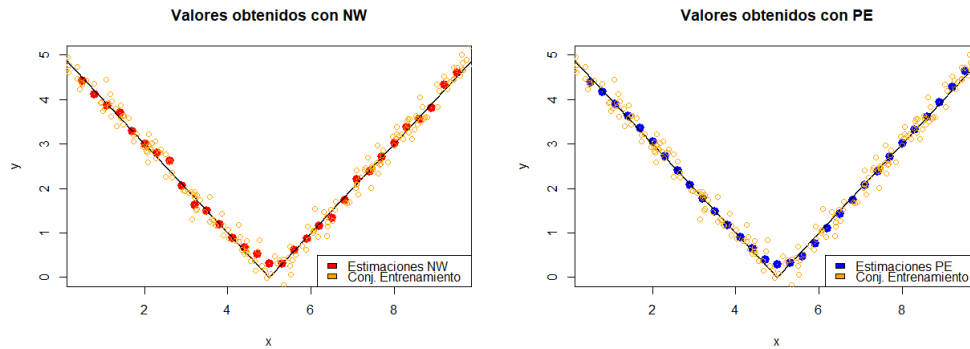 Valores obtenidos con NW
y
0
1
2
3
4
5
2
4
6
8
x
Estimaciones NW
Conj. Entrenamiento
Valores obtenidos con PE
y
0
1
2
3
4
5
2
4
6
8
x
Estimaciones PE
Conj. Entrenamiento